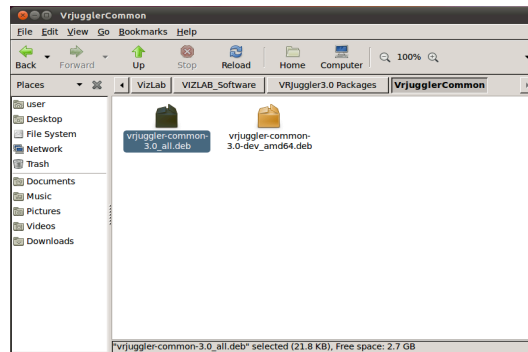 VrjugglerCommon
File Edit View Go Bookmarks Help
Back Forward Up Stop Reload Home Computer 100%
Places VizLab VIZLAB_Software VRJuggler3.0 Packages VrjugglerCommon
user
Desktop
File System
Network
Trash
Documents
Music
Pictures
Videos
Downloads
vrjuggler-common-
3.0_all.deb
vrjuggler-common-
3.0-dev_amd64.deb
"vrjuggler-common-3.0_all.deb" selected (21.8 KB), Free space: 2.7 GB